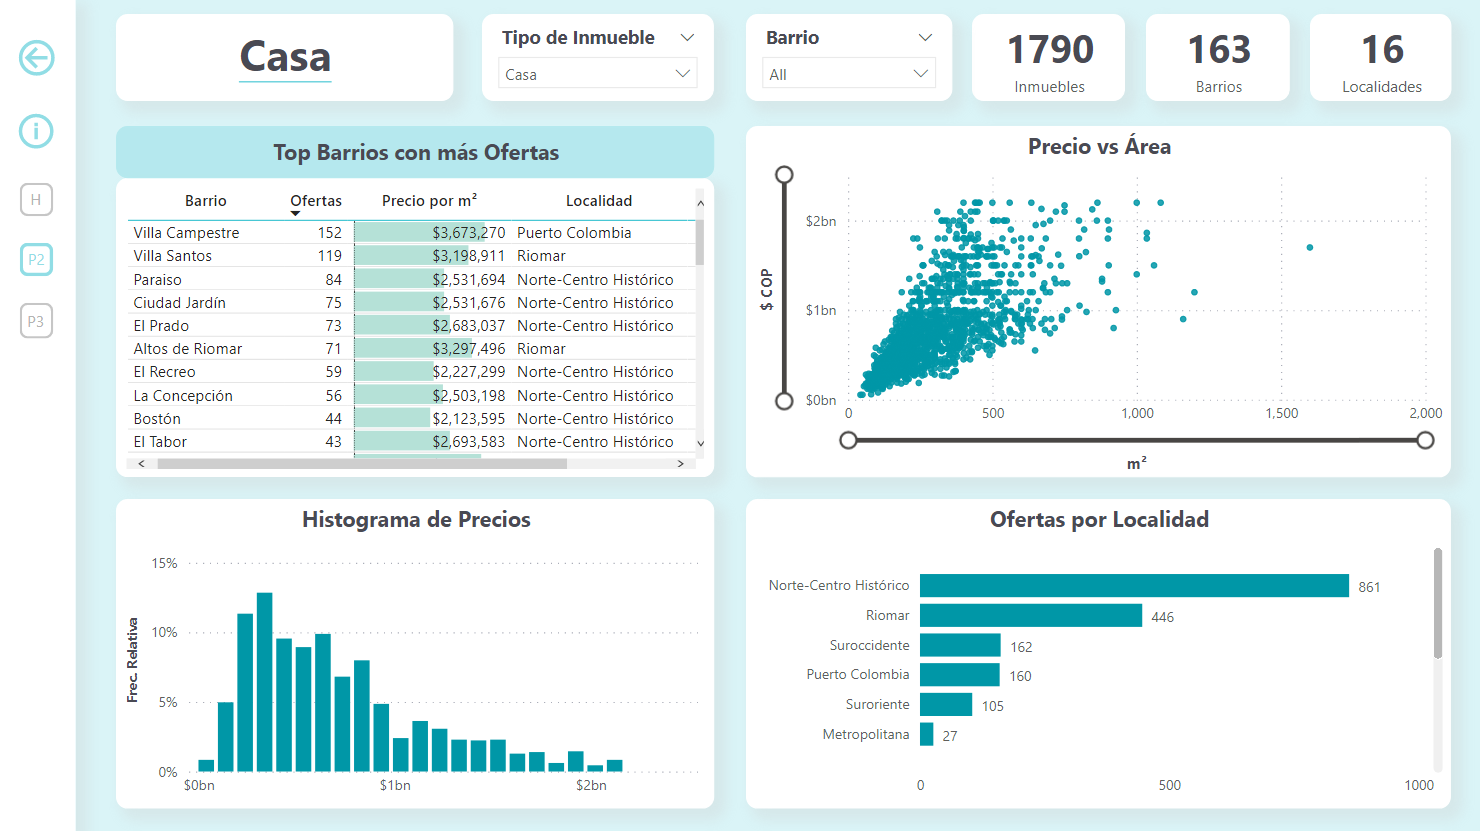 Casa
Tipo de Inmueble
Casa
Barrio
All
1790
Inmuebles
163
Barrios
16
Localidades
H
P2
P3
Top Barrios con más Ofertas
Barrio Ofertas Precio por m² Localidad
Villa Campestre 152 $3,673,270 Puerto Colombia
Villa Santos 119 $3,198,911 Riomar
Paraiso 84 $2,531,694 Norte-Centro Histórico
Ciudad Jardín 75 $2,531,676 Norte-Centro Histórico
El Prado 73 $2,683,037 Norte-Centro Histórico
Altos de Riomar 71 $3,297,496 Riomar
El Recreo 59 $2,227,299 Norte-Centro Histórico
La Concepción 56 $2,503,198 Norte-Centro Histórico
Bostón 44 $2,123,595 Norte-Centro Histórico
El Tabor 43 $2,693,583 Norte-Centro Histórico
Precio vs Área
$ COP
$2bn
$1bn
$0bn
0 500 1,000 1,500 2,000
m²
Histograma de Precios
Frec. Relativa
15%
10%
5%
0%
$0bn $1bn $2bn
Ofertas por Localidad
Norte-Centro Histórico 861
Riomar 446
Suroccidente 162
Puerto Colombia 160
Suroriente 105
Metropolitana 27
0 500 1000